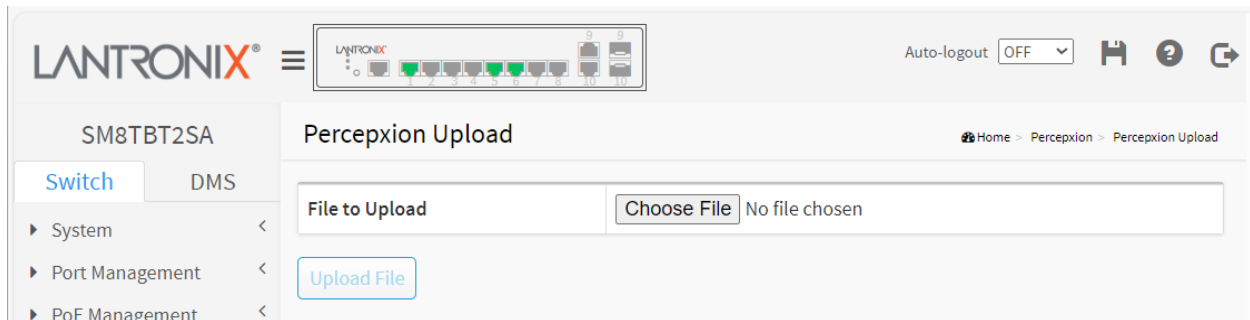 LANTRONIX®
LANTRONIX
9 9
1 2 3 4 5 6 7 8 10 10
Auto-logout OFF
SM8TBT2SA
Switch DMS
System
Port Management
PoE Management
Percepxion Upload
Home > Percepxion > Percepxion Upload
File to Upload
Choose File No file chosen
Upload File